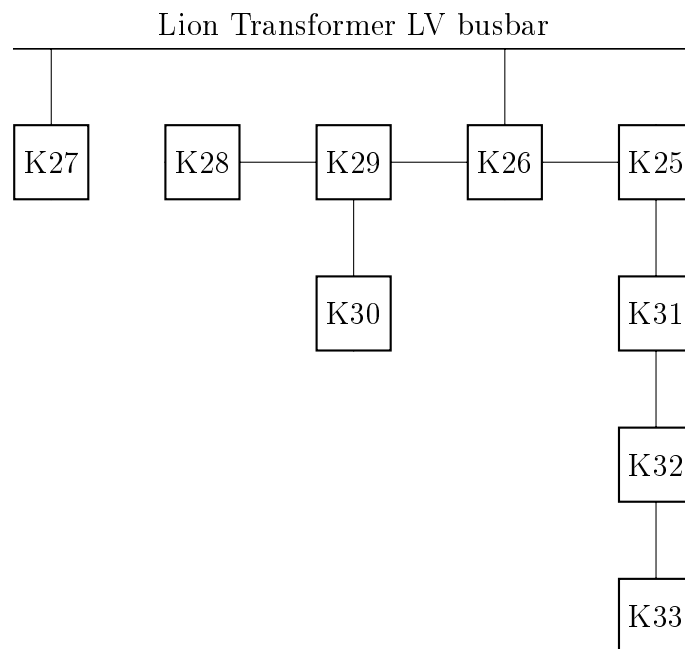 Lion Transformer LV busbar
K27 K28 K29 K26 K25
K30 K31
K32
K33